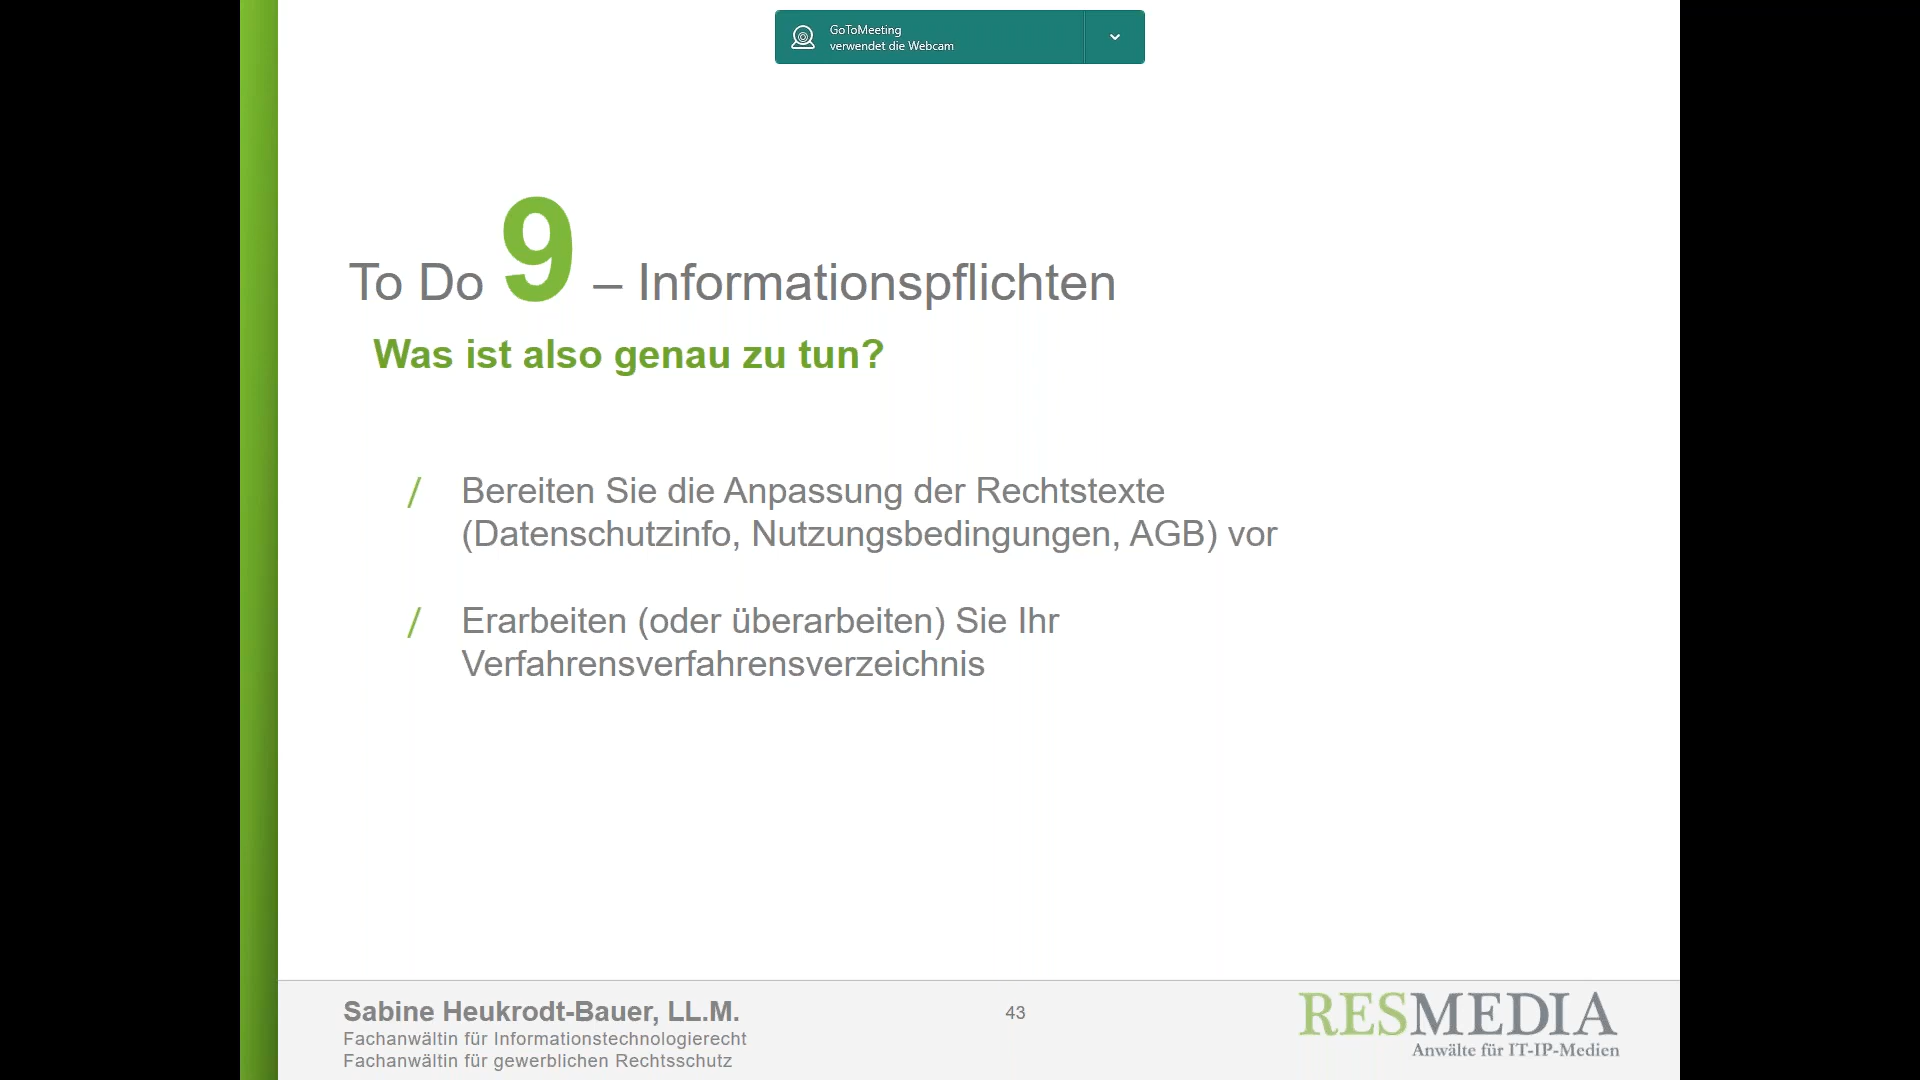 GoToMeeting
verwendet die Webcam
To Do 9 – Informationspflichten
Was ist also genau zu tun?
/ Bereiten Sie die Anpassung der Rechtstexte
(Datenschutzinfo, Nutzungsbedingungen, AGB) vor
/ Erarbeiten (oder überarbeiten) Sie Ihr
Verfahrensverfahrensverzeichnis
Sabine Heukrodt-Bauer, LL.M.
Fachanwältin für Informationstechnologierecht
Fachanwältin für gewerblichen Rechtsschutz
43
RESMEDIA
Anwälte für IT-IP-Medien